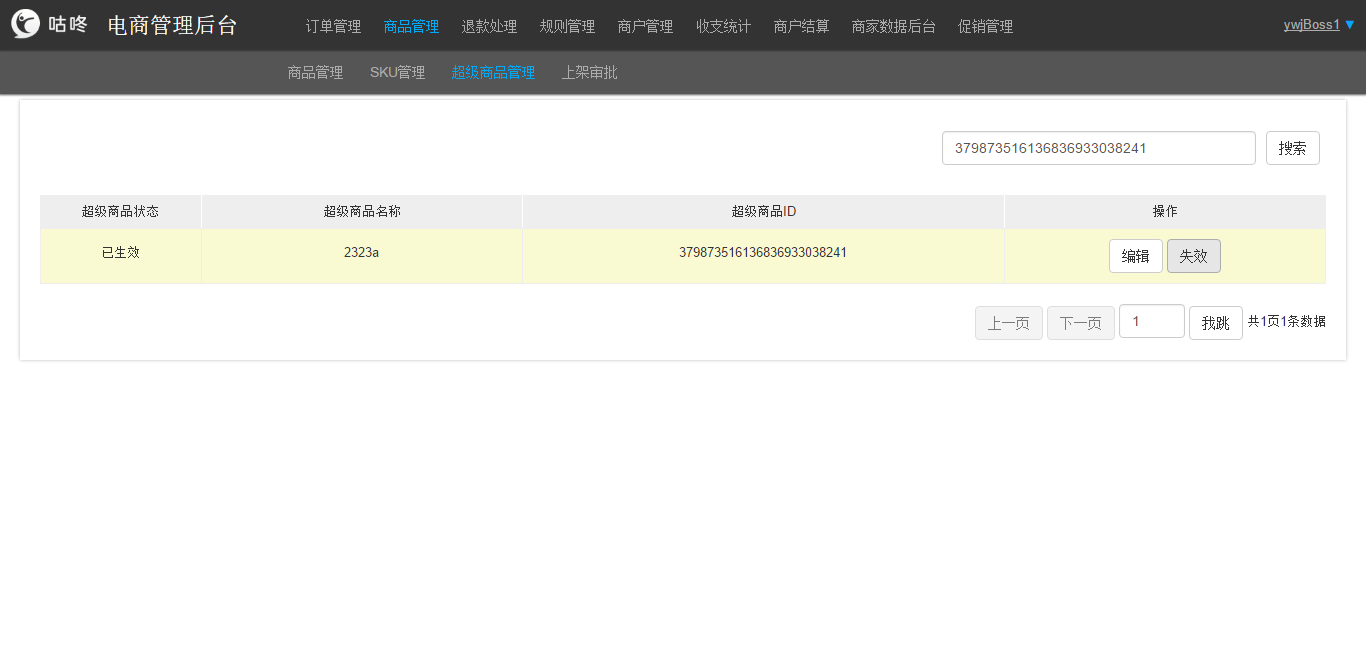 咕咚 电商管理后台 订单管理 商品管理 退款处理 规则管理 商户管理 收支统计 商户结算 商家数据后台 促销管理 ywjBoss1 ▼
商品管理 SKU管理 超级商品管理 上架审批
379873516136836933038241 搜索
超级商品状态 超级商品名称 超级商品ID 操作
已生效 2323a 379873516136836933038241 编辑 失效
上一页 下一页 1 我跳 共1页1条数据